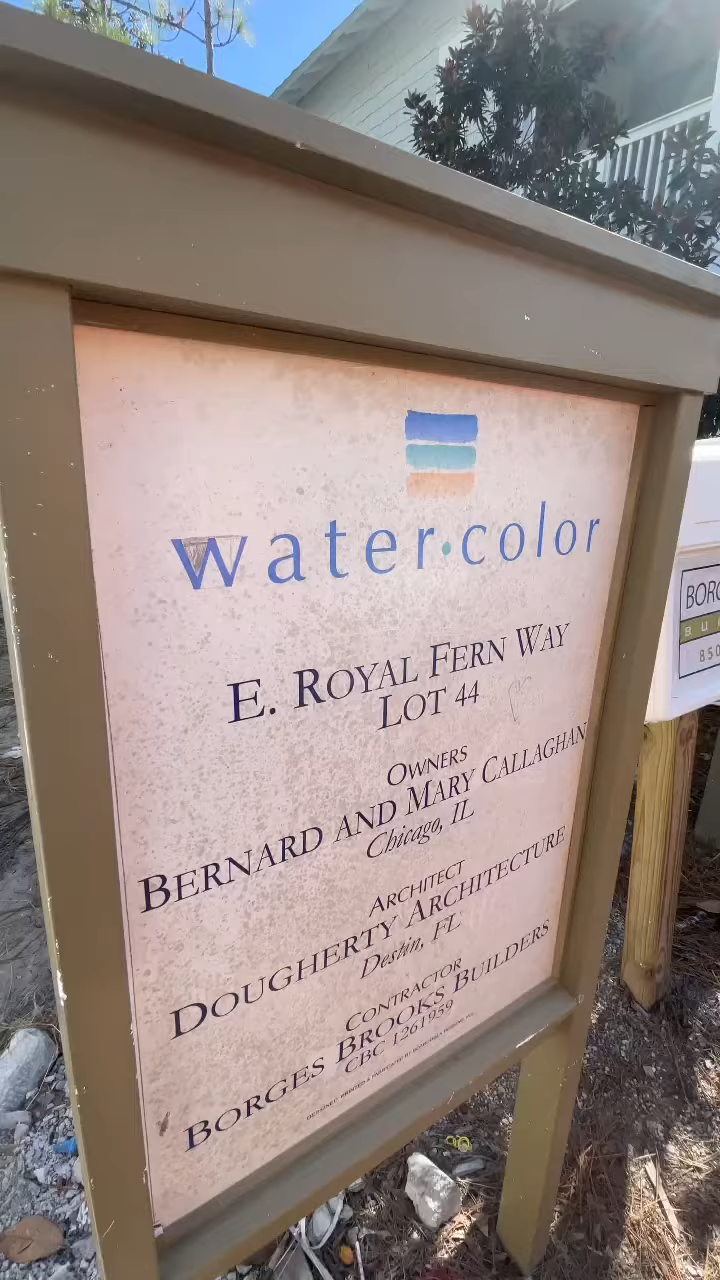 water·color
E. ROYAL FERN WAY
LOT 44
OWNERS
BERNARD AND MARY CALLAGHAN
Chicago, IL
ARCHITECT
DOUGHERTY ARCHITECTURE
Destin, FL
CONTRACTOR
BORGES BROOKS BUILDERS
CBC 1261959
BORG
BU
850